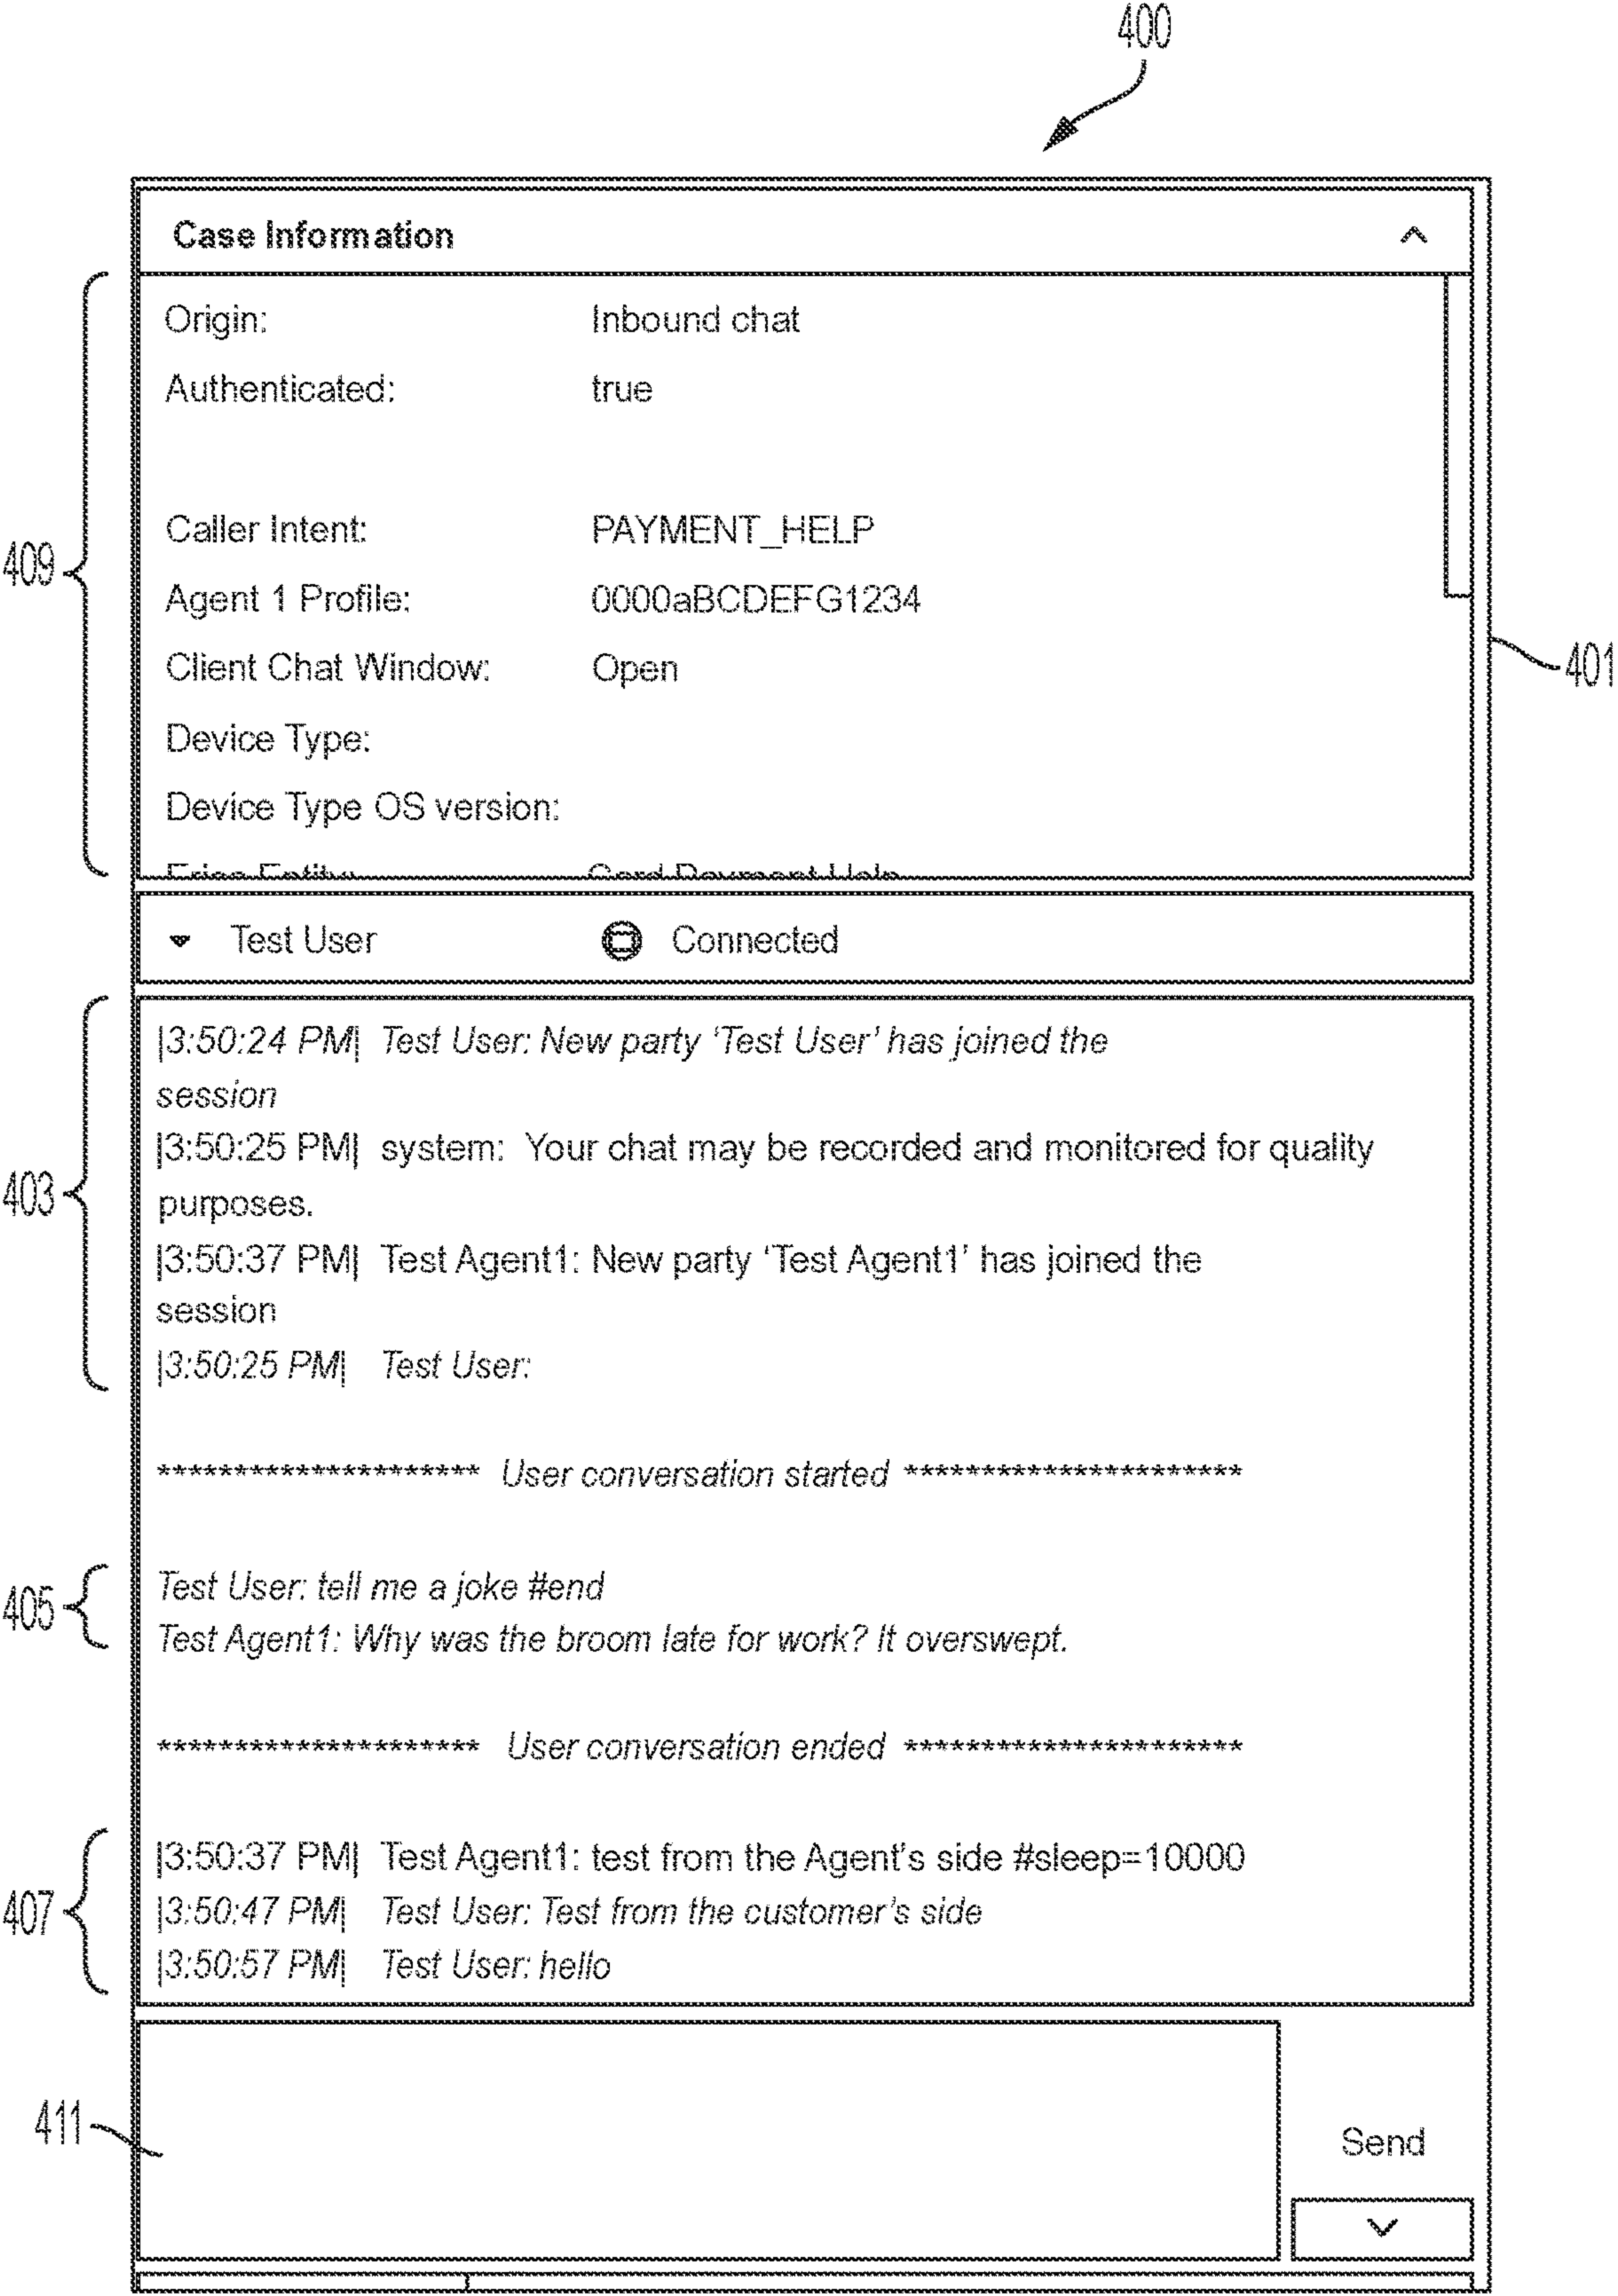 400
Case Information
Origin: Inbound chat
Authenticated: true
Caller Intent: PAYMENT_HELP
409
Agent 1 Profile: 0000aBCDEFG1234
Client Chat Window: Open
401
Device Type:
Device Type OS version:
Test User Connected
|3:50:24 PM| Test User: New party ‘Test User’ has joined the
session
|3:50:25 PM| system: Your chat may be recorded and monitored for quality
403
purposes.
|3:50:37 PM| Test Agent1: New party ‘Test Agent1’ has joined the
session
|3:50:25 PM| Test User:
********************* User conversation started **********************
405
Test User: tell me a joke #end
Test Agent1: Why was the broom late for work? It overswept.
********************* User conversation ended **********************
|3:50:37 PM| Test Agent1: test from the Agent’s side #sleep=10000
407
|3:50:47 PM| Test User: Test from the customer’s side
|3:50:57 PM| Test User: hello
411
Send